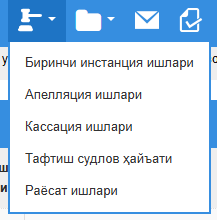 Биринчи инстанция ишлари
Апелляция ишлари
Кассация ишлари
Тафтиш судлов ҳайъати
Раёсат ишлари